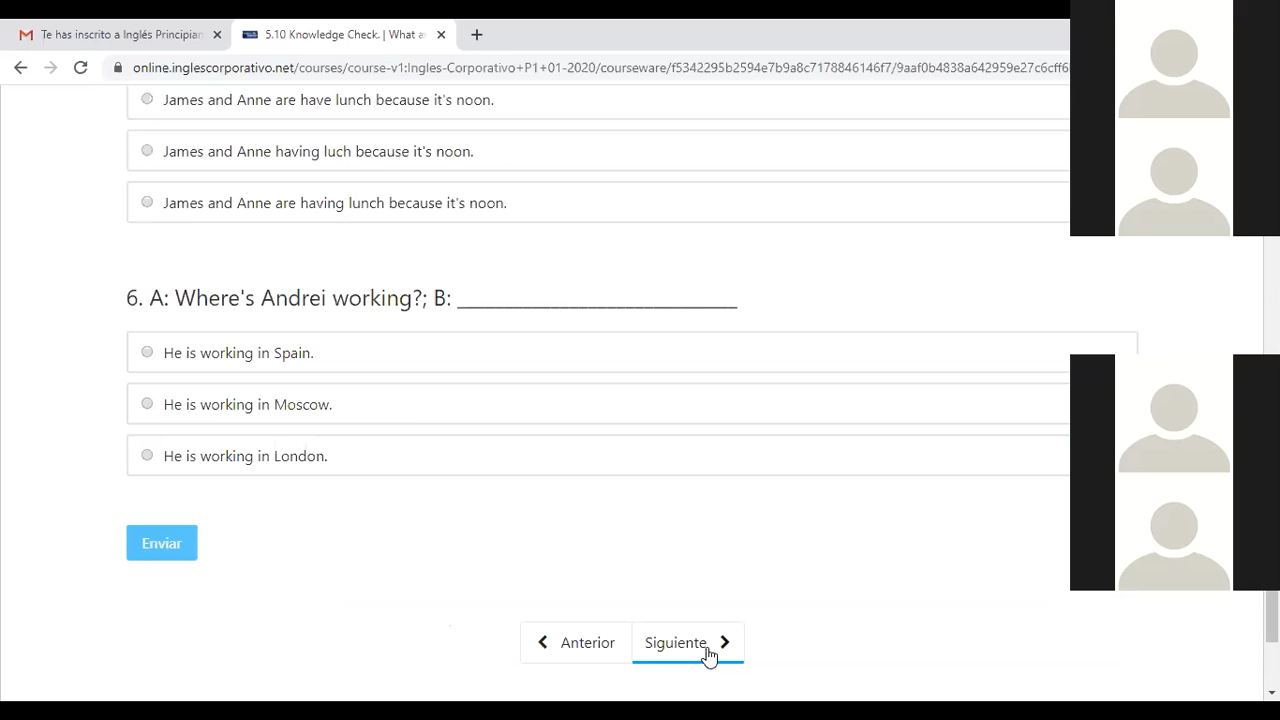 Te has inscrito a Inglés Principian
5.10 Knowledge Check. | What a
online.inglescorporativo.net/courses/course-v1:Ingles-Corporativo+P1+01-2020/courseware/f5342295b2594e7b9a8c7178846146f7/9aaf0b4838a642959e27c6cff6
James and Anne are have lunch because it's noon.
James and Anne having luch because it's noon.
James and Anne are having lunch because it's noon.
6. A: Where's Andrei working?; B: ____________________________
He is working in Spain.
He is working in Moscow.
He is working in London.
Enviar
Anterior
Siguiente